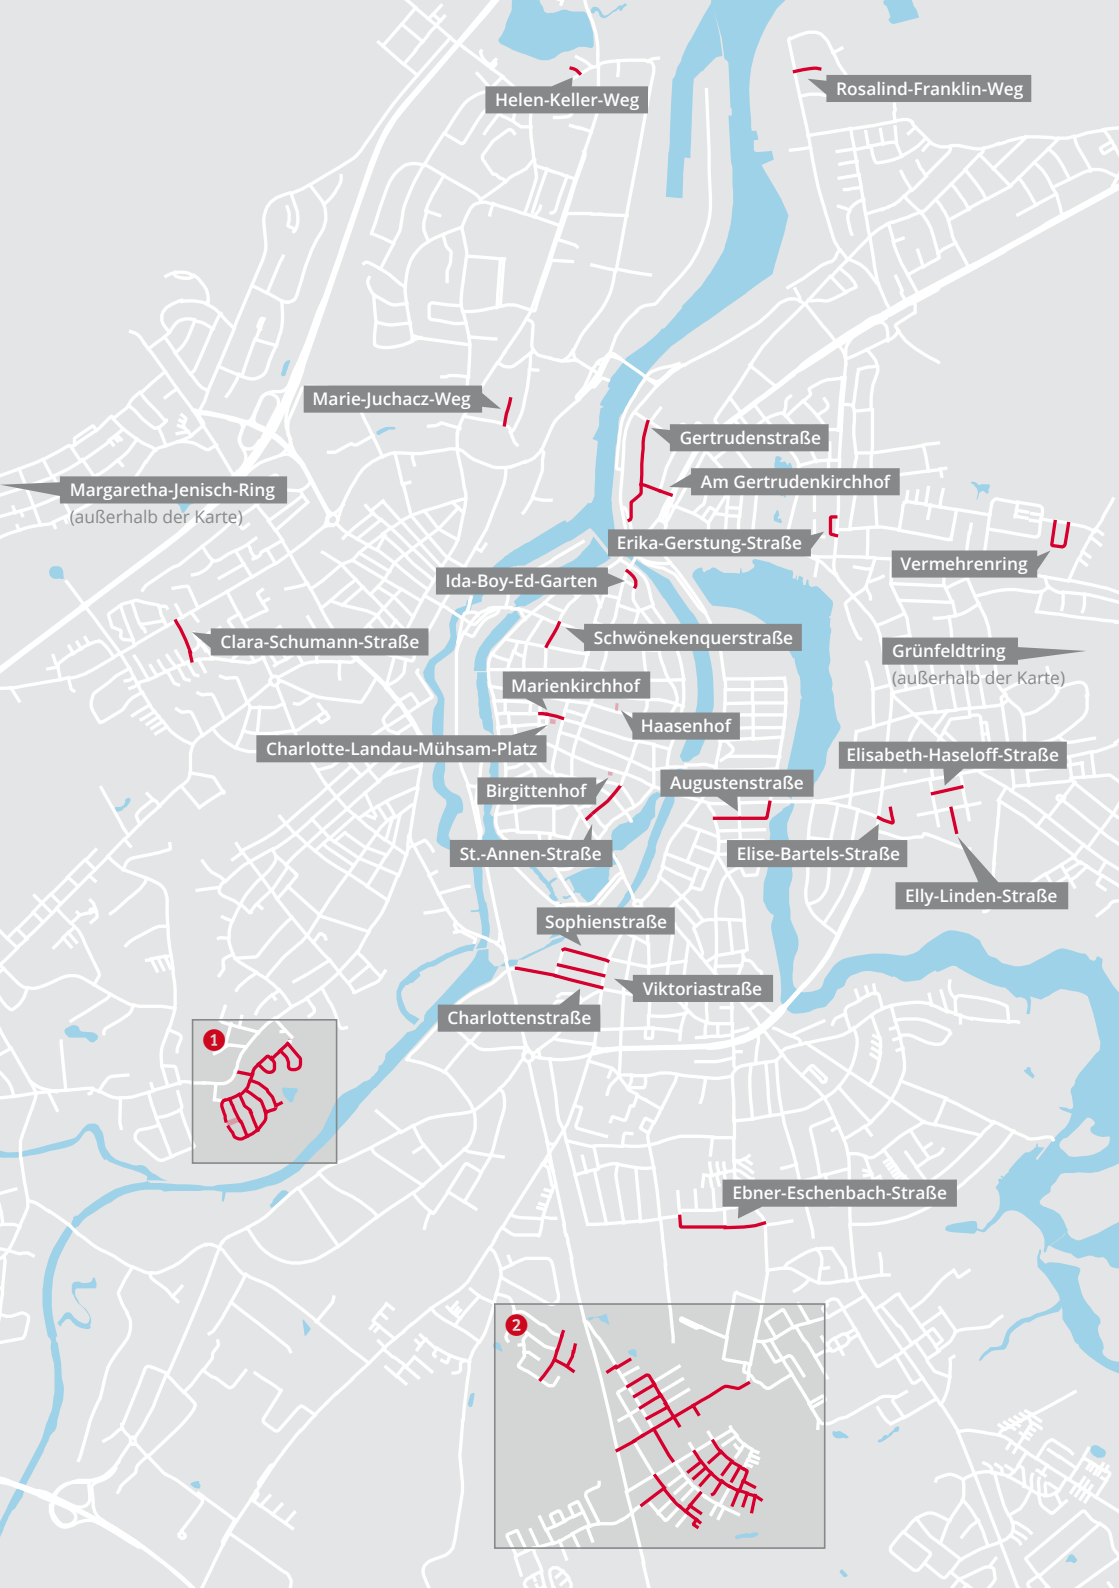 Rosalind-Franklin-Weg
Helen-Keller-Weg
Marie-Juchacz-Weg
Gertrudenstraße
Am Gertrudenkirchhof
Margaretha-Jenisch-Ring
(außerhalb der Karte)
Erika-Gerstung-Straße
Vermehrenring
Ida-Boy-Ed-Garten
Schwönekenquerstraße
Clara-Schumann-Straße
Grünfeldtring
(außerhalb der Karte)
Marienkirchhof
Haasenhof
Charlotte-Landau-Mühsam-Platz
Elisabeth-Haseloff-Straße
Augustenstraße
Birgittenhof
St.-Annen-Straße
Elise-Bartels-Straße
Elly-Linden-Straße
Sophienstraße
Viktoriastraße
Charlottenstraße
1
Ebner-Eschenbach-Straße
2